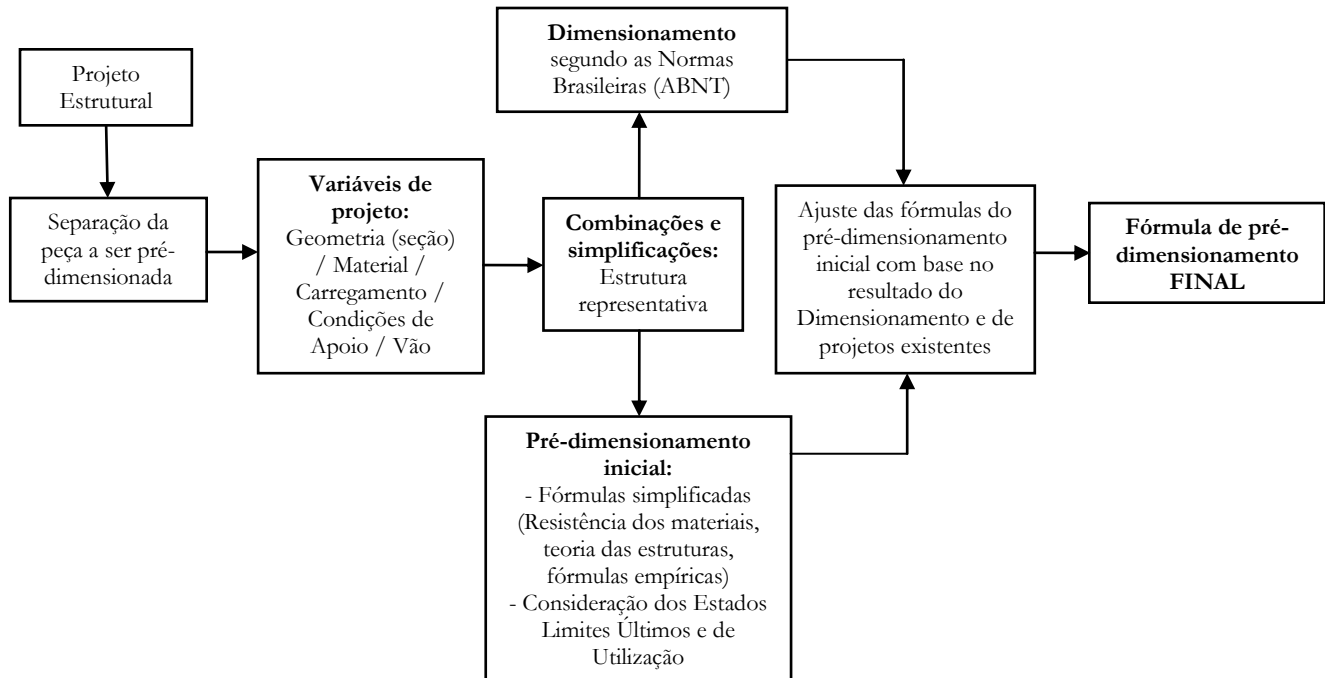 Projeto
Estrutural
Separação da
peça a ser pré-
dimensionada
Variáveis de
projeto:
Geometria (seção)
/ Material /
Carregamento /
Condições de
Apoio / Vão
Dimensionamento
segundo as Normas
Brasileiras (ABNT)
Combinações e
simplificações:
Estrutura
representativa
Pré-dimensionamento
inicial:
- Fórmulas simplificadas
(Resistência dos materiais,
teoria das estruturas,
fórmulas empíricas)
- Consideração dos Estados
Limites Últimos e de
Utilização
Ajuste das fórmulas do
pré-dimensionamento
inicial com base no
resultado do
Dimensionamento e de
projetos existentes
Fórmula de pré-
dimensionamento
FINAL